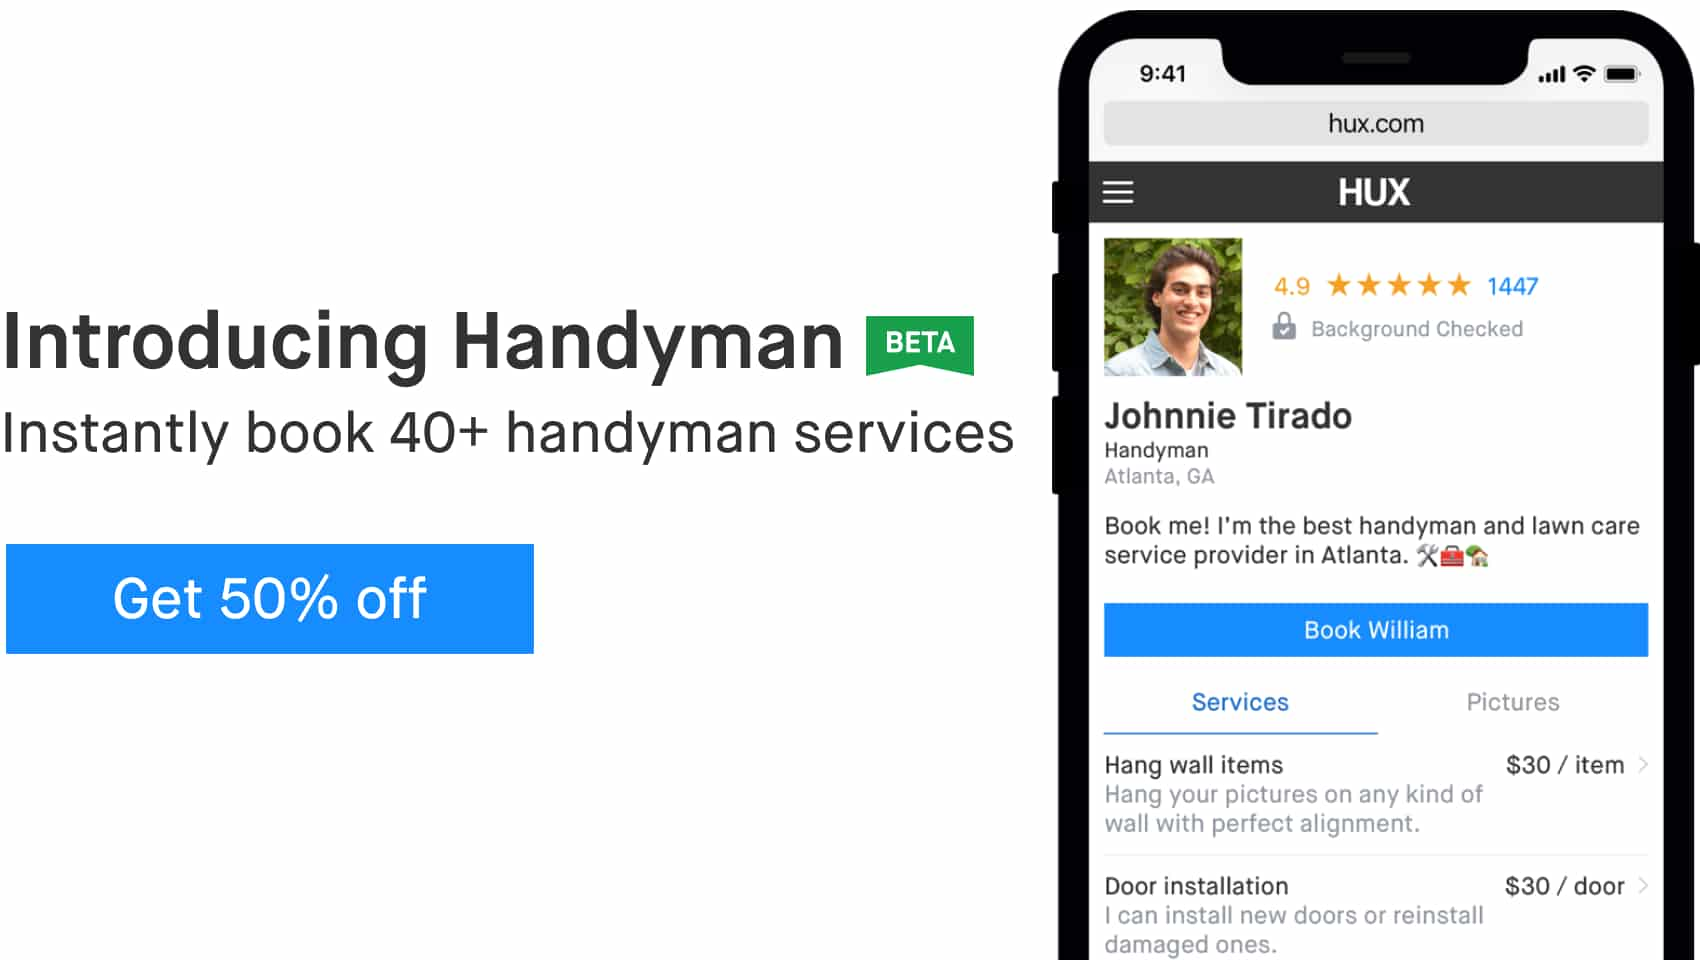 Introducing Handyman BETA
Instantly book 40+ handyman services
Get 50% off
9:41
hux.com
HUX
4.9 1447
Background Checked
Johnnie Tirado
Handyman
Atlanta, GA
Book me! I'm the best handyman and lawn care
service provider in Atlanta. 🛠️🧰🏡
Book William
Services Pictures
Hang wall items $30 / item
Hang your pictures on any kind of
wall with perfect alignment.
Door installation $30 / door
I can install new doors or reinstall
damaged ones.